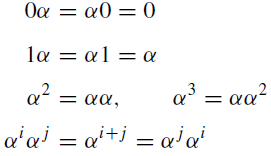 0α = α0 = 0
1α = α1 = α
α² = αα, α³ = αα²
αⁱαʲ = αⁱ⁺ʲ = αʲαⁱ